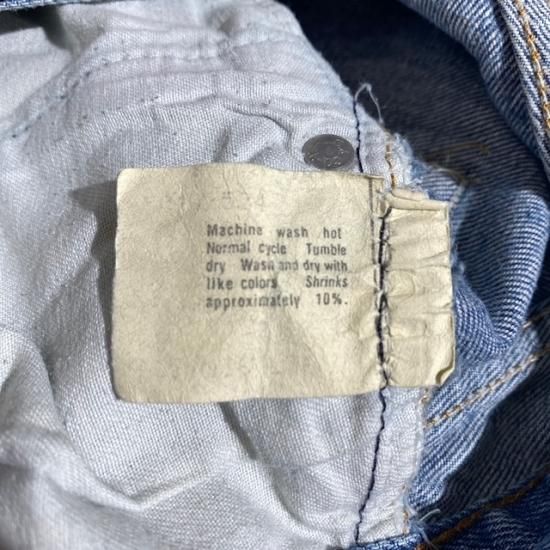 Machine wash hot
Normal cycle Tumble
dry Wash and dry with
like colors. Shrinks
approximately 10%.